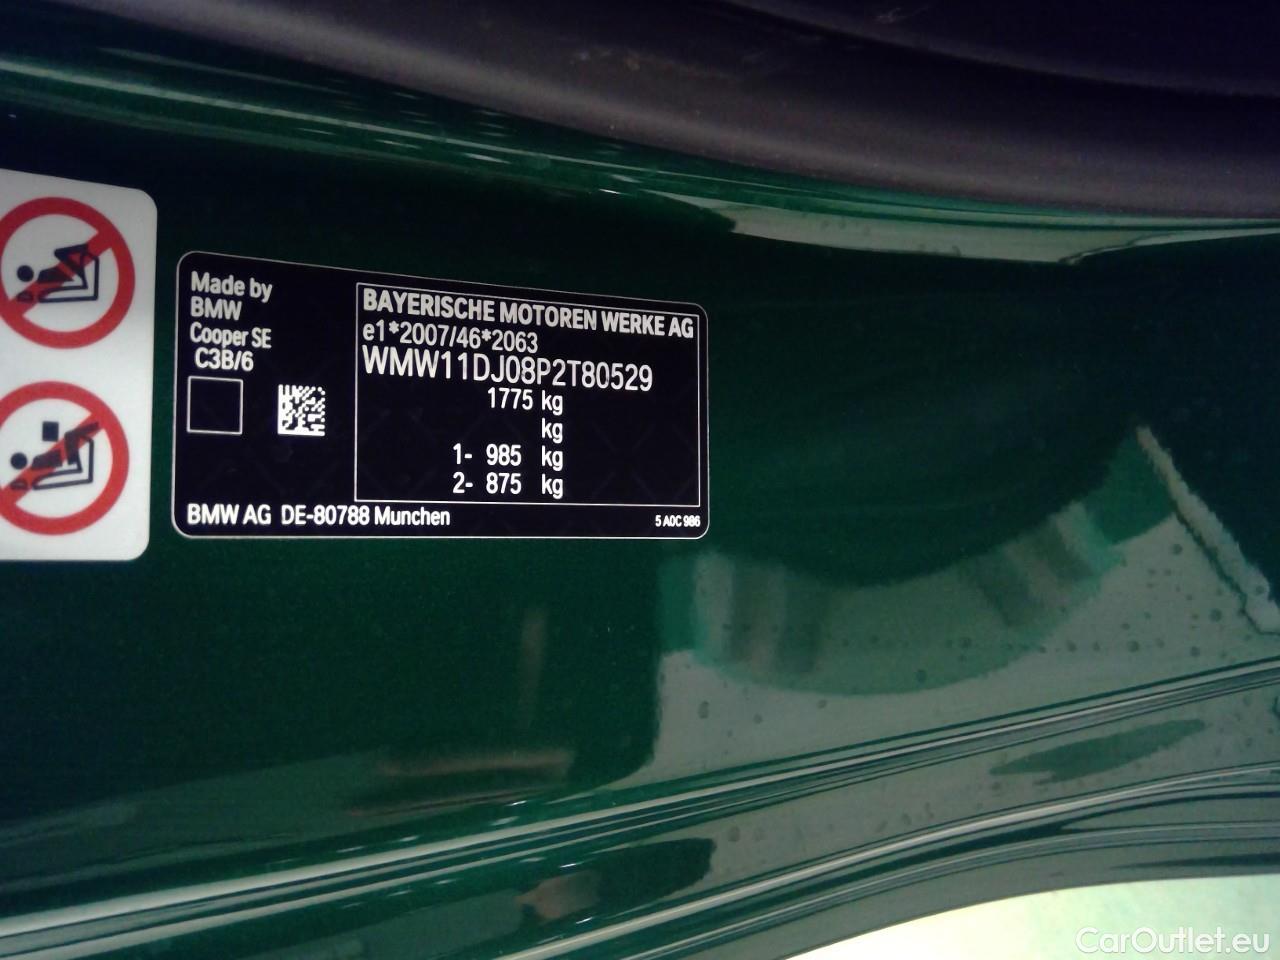 Made by
BMW
Cooper SE
C3B/6
BAYERISCHE MOTOREN WERKE AG
e1*2007/46*2063
WMW11DJ08P2T80529
1775 kg
kg
1- 985 kg
2- 875 kg
BMW AG DE-80788 Munchen
5 A0C 986
CarOutlet.eu